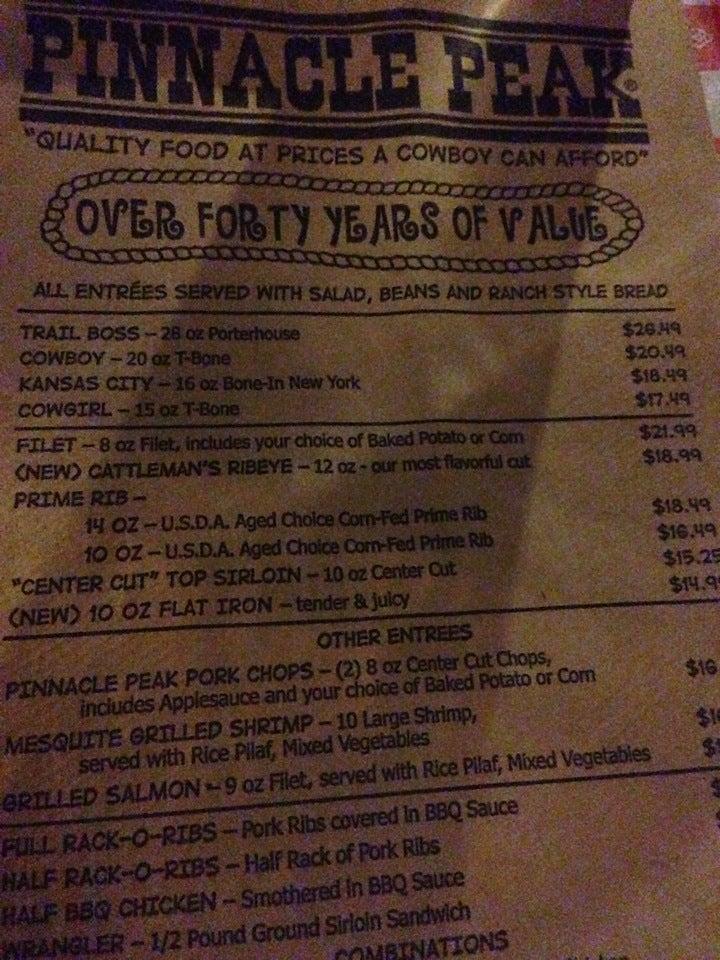 PINNACLE PEAK®
"QUALITY FOOD AT PRICES A COWBOY CAN AFFORD"
OVER FORTY YEARS OF VALUE
ALL ENTRÉES SERVED WITH SALAD, BEANS AND RANCH STYLE BREAD
TRAIL BOSS – 28 oz Porterhouse $26.49
COWBOY – 20 oz T-Bone $20.49
KANSAS CITY – 16 oz Bone-In New York $18.49
COWGIRL – 15 oz T-Bone $17.49
FILET – 8 oz Filet, includes your choice of Baked Potato or Corn $21.99
(NEW) CATTLEMAN'S RIBEYE – 12 oz - our most flavorful cut $18.99
PRIME RIB –
14 OZ – U.S.D.A. Aged Choice Corn-Fed Prime Rib $18.49
10 OZ – U.S.D.A. Aged Choice Corn-Fed Prime Rib $16.49
"CENTER CUT" TOP SIRLOIN – 10 oz Center Cut $15.25
(NEW) 10 OZ FLAT IRON – tender & juicy $14.9
OTHER ENTREES
PINNACLE PEAK PORK CHOPS – (2) 8 oz Center Cut Chops, $16
includes Applesauce and your choice of Baked Potato or Corn
MESQUITE GRILLED SHRIMP – 10 Large Shrimp,
served with Rice Pilaf, Mixed Vegetables
GRILLED SALMON – 9 oz Filet, served with Rice Pilaf, Mixed Vegetables
FULL RACK-O-RIBS – Pork Ribs covered in BBQ Sauce
HALF RACK-O-RIBS – Half Rack of Pork Ribs
HALF BBQ CHICKEN – Smothered in BBQ Sauce
WRANGLER – 1/2 Pound Ground Sirloin Sandwich
COMBINATIONS